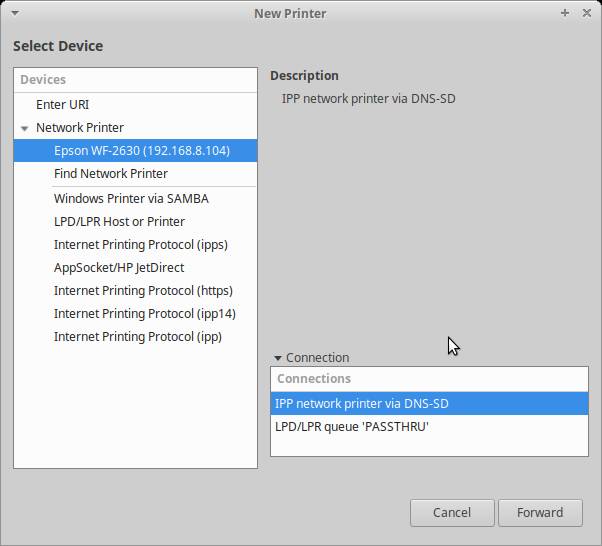 New Printer
Select Device
Devices
Enter URI
Network Printer
Epson WF-2630 (192.168.8.104)
Find Network Printer
Windows Printer via SAMBA
LPD/LPR Host or Printer
Internet Printing Protocol (ipps)
AppSocket/HP JetDirect
Internet Printing Protocol (https)
Internet Printing Protocol (ipp14)
Internet Printing Protocol (ipp)
Description
IPP network printer via DNS-SD
Connection
Connections
IPP network printer via DNS-SD
LPD/LPR queue 'PASSTHRU'
Cancel
Forward